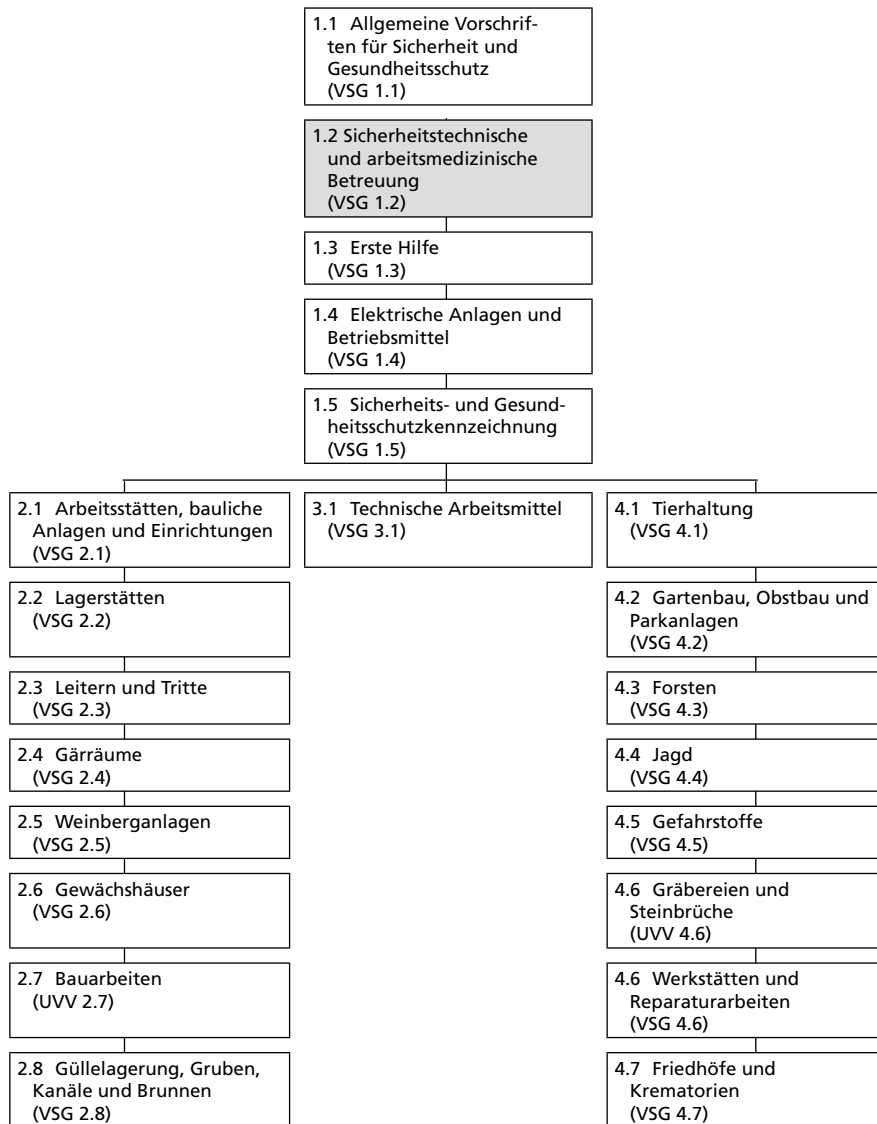 1.1 Allgemeine Vorschrif-
ten für Sicherheit und
Gesundheitsschutz
(VSG 1.1)
1.2 Sicherheitstechnische
und arbeitsmedizinische
Betreuung
(VSG 1.2)
1.3 Erste Hilfe
(VSG 1.3)
1.4 Elektrische Anlagen und
Betriebsmittel
(VSG 1.4)
1.5 Sicherheits- und Gesund-
heitsschutzkennzeichnung
(VSG 1.5)
2.1 Arbeitsstätten, bauliche
Anlagen und Einrichtungen
(VSG 2.1)
2.2 Lagerstätten
(VSG 2.2)
2.3 Leitern und Tritte
(VSG 2.3)
2.4 Gärräume
(VSG 2.4)
2.5 Weinberganlagen
(VSG 2.5)
2.6 Gewächshäuser
(VSG 2.6)
2.7 Bauarbeiten
(UVV 2.7)
2.8 Güllelagerung, Gruben,
Kanäle und Brunnen
(VSG 2.8)
3.1 Technische Arbeitsmittel
(VSG 3.1)
4.1 Tierhaltung
(VSG 4.1)
4.2 Gartenbau, Obstbau und
Parkanlagen
(VSG 4.2)
4.3 Forsten
(VSG 4.3)
4.4 Jagd
(VSG 4.4)
4.5 Gefahrstoffe
(VSG 4.5)
4.6 Gräbereien und
Steinbrüche
(UVV 4.6)
4.6 Werkstätten und
Reparaturarbeiten
(VSG 4.6)
4.7 Friedhöfe und
Krematorien
(VSG 4.7)